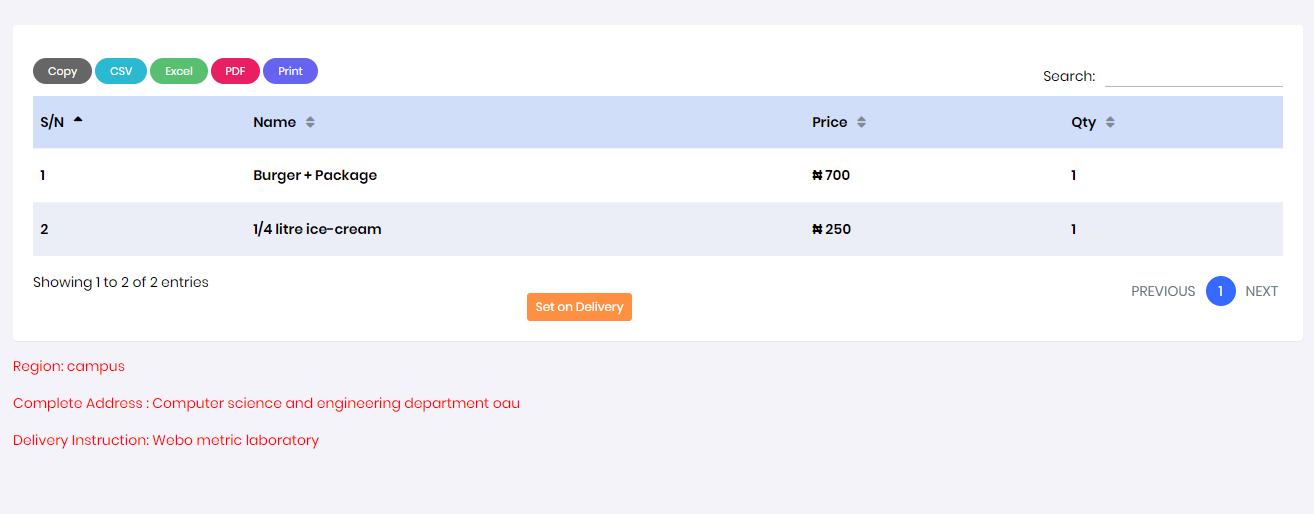 Copy CSV Excel PDF Print
Search:
S/N Name Price Qty
1 Burger + Package ₦ 700 1
2 1/4 litre ice-cream ₦ 250 1
Showing 1 to 2 of 2 entries
PREVIOUS 1 NEXT
Set on Delivery
Region: campus
Complete Address : Computer science and engineering department oau
Delivery Instruction: Webo metric laboratory